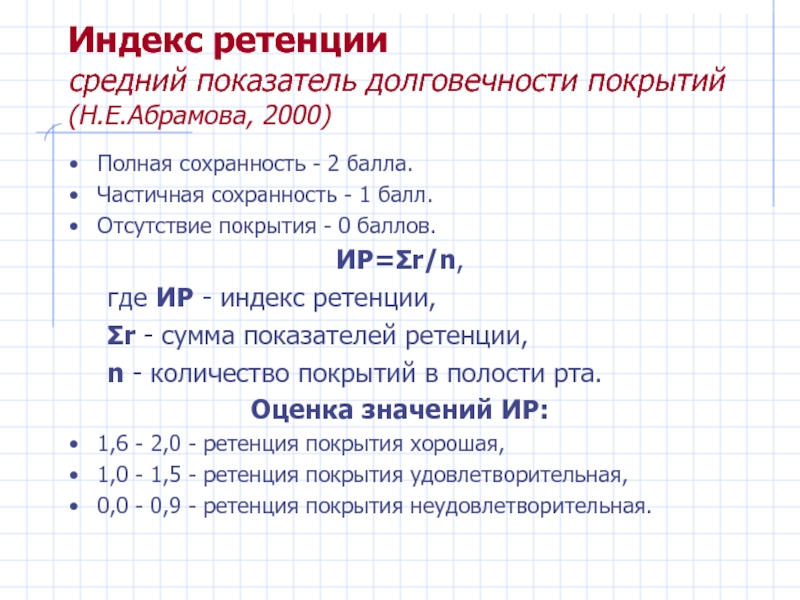 Индекс ретенции
средний показатель долговечности покрытий
(Н.Е.Абрамова, 2000)
• Полная сохранность - 2 балла.
• Частичная сохранность - 1 балл.
• Отсутствие покрытия - 0 баллов.
ИР=Σr/n,
где ИР - индекс ретенции,
Σr - сумма показателей ретенции,
n - количество покрытий в полости рта.
Оценка значений ИР:
• 1,6 - 2,0 - ретенция покрытия хорошая,
• 1,0 - 1,5 - ретенция покрытия удовлетворительная,
• 0,0 - 0,9 - ретенция покрытия неудовлетворительная.